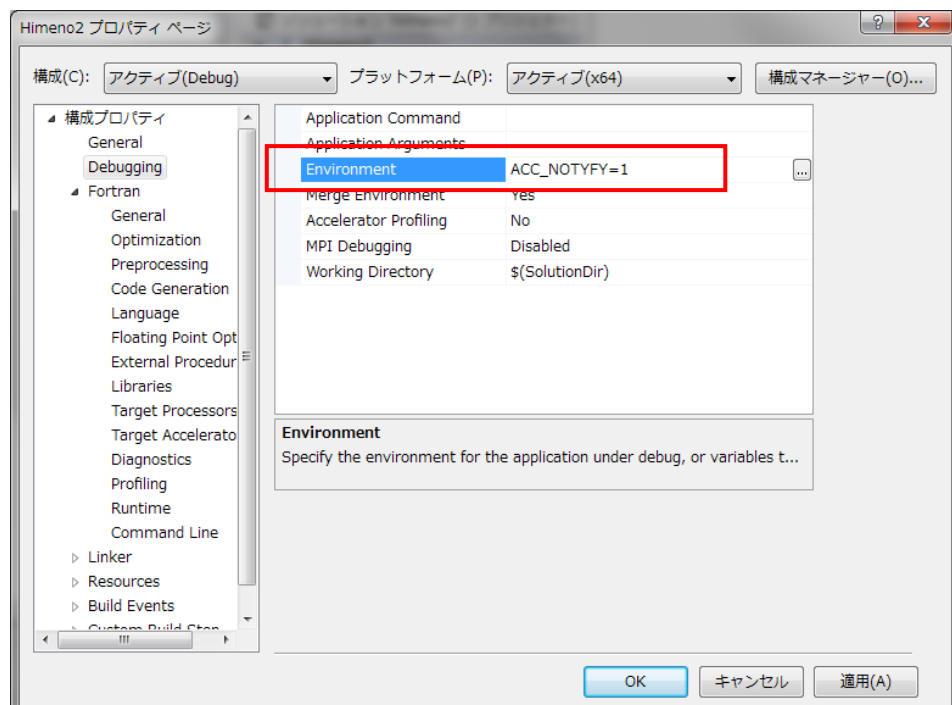 Himeno2 プロパティ ページ
構成(C): アクティブ(Debug) プラットフォーム(P): アクティブ(x64) 構成マネージャー(O)...
構成プロパティ
General
Debugging
Fortran
General
Optimization
Preprocessing
Code Generation
Language
Floating Point Opt
External Procedur
Libraries
Target Processors
Target Accelerato
Diagnostics
Profiling
Runtime
Command Line
Linker
Resources
Build Events
Custom Build Step
Application Command
Application Arguments
Environment ACC_NOTYFY=1 ...
Merge Environment Yes
Accelerator Profiling No
MPI Debugging Disabled
Working Directory $(SolutionDir)
Environment
Specify the environment for the application under debug, or variables t...
OK キャンセル 適用(A)